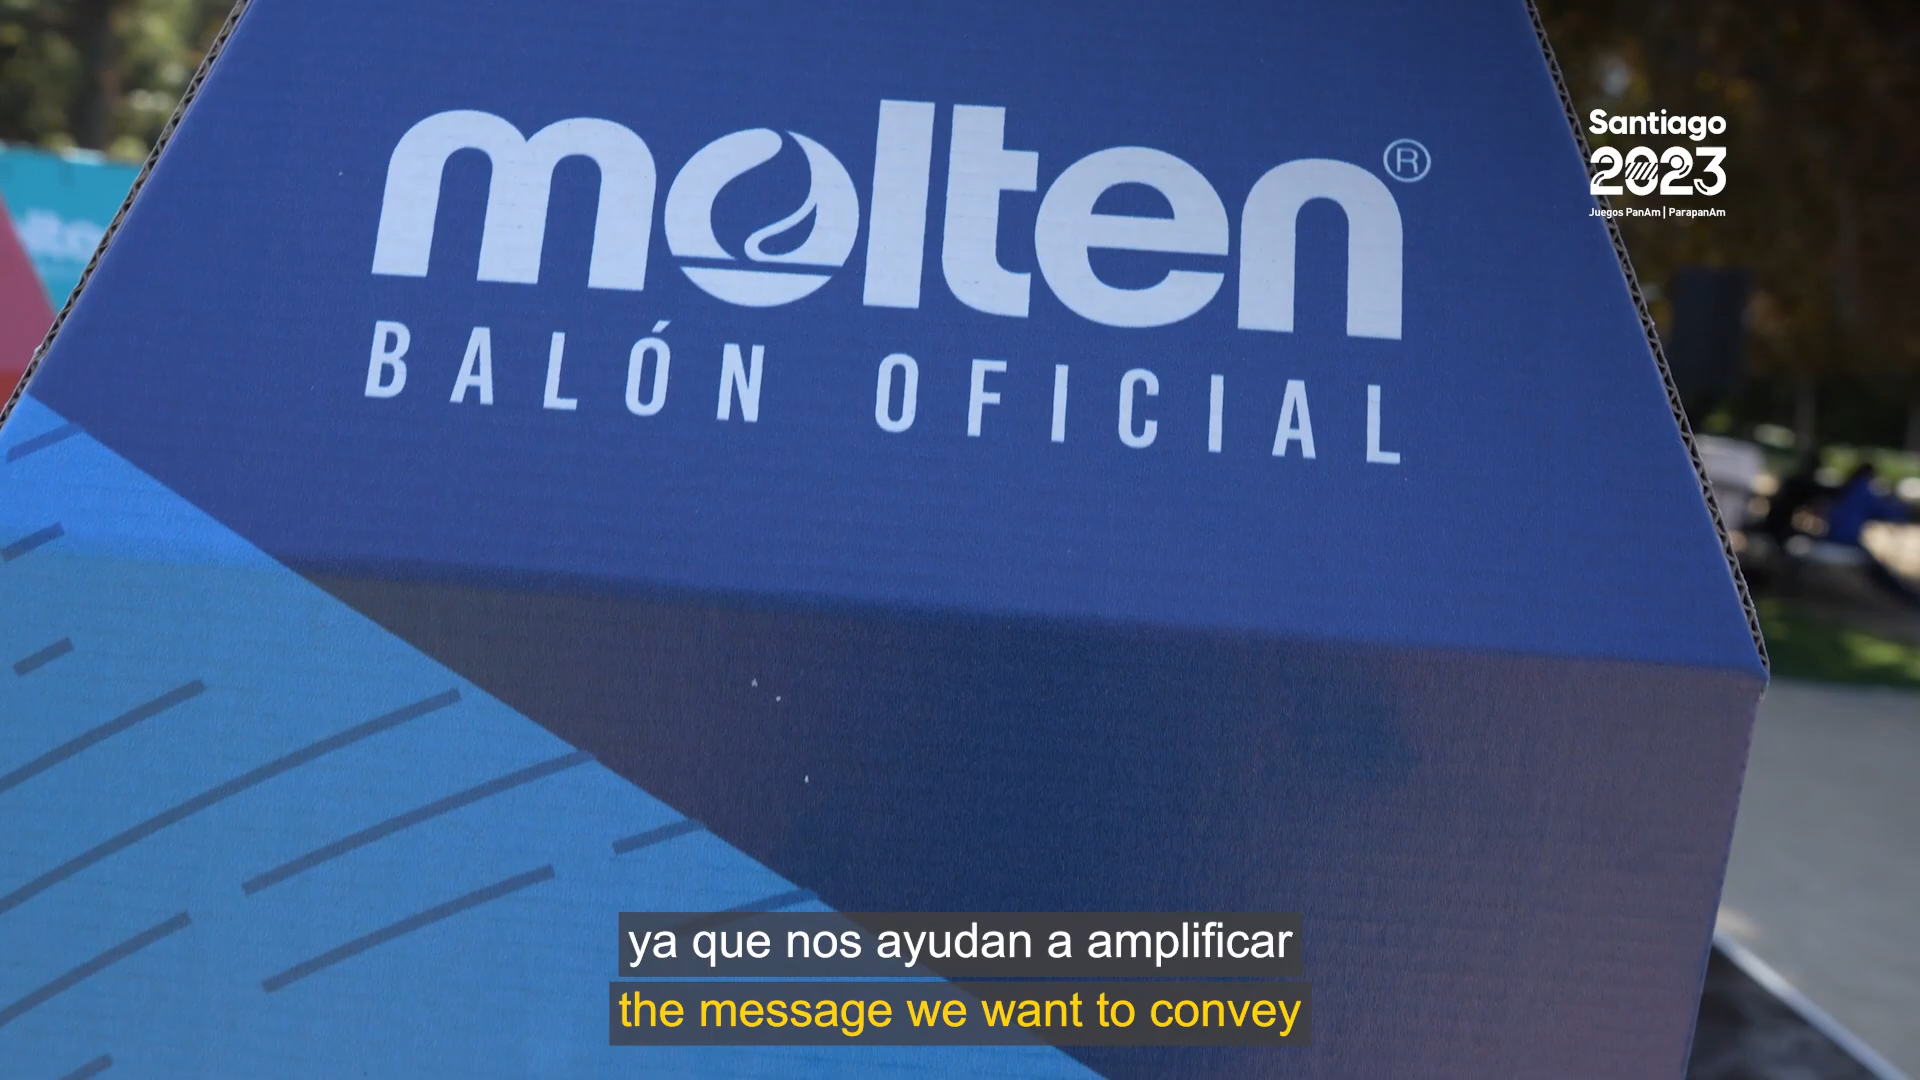 molten®
BALÓN OFICIAL
Santiago
2023
Juegos PanAm | ParapanAm
ya que nos ayudan a amplificar
the message we want to convey